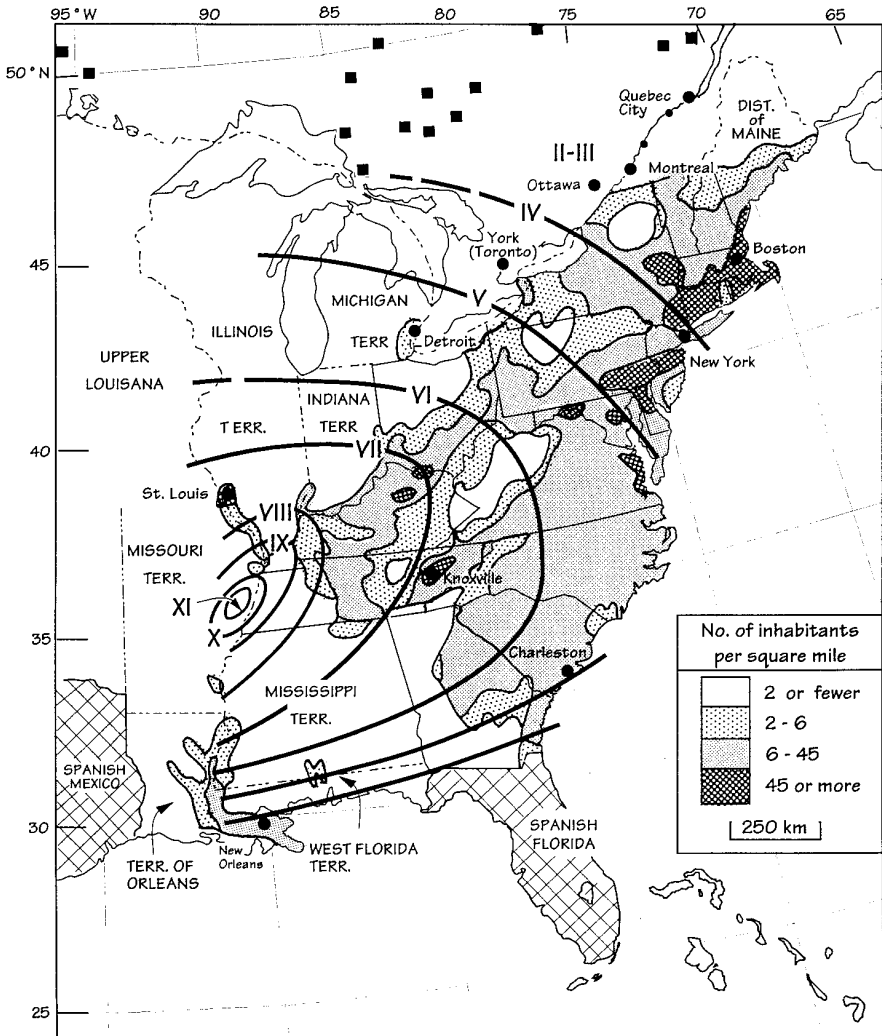 95°W 90 85 80 75 70 65
50°N
Quebec
City
DIST.
of
MAINE
II-III
Montreal
Ottawa
IV
York
(Toronto)
Boston
45
V
MICHIGAN
TERR
Detroit
ILLINOIS
New York
UPPER
LOUISANA
VI
INDIANA
TERR
TERR.
VII
40
St. Louis
VIII
IX
MISSOURI
TERR.
Knoxville
XI
X
35
Charleston
MISSISSIPPI
TERR.
No. of inhabitants
per square mile
2 or fewer
2 - 6
6 - 45
45 or more
250 km
SPANISH
MEXICO
30
SPANISH
FLORIDA
New
Orleans
WEST FLORIDA
TERR.
TERR. OF
ORLEANS
25